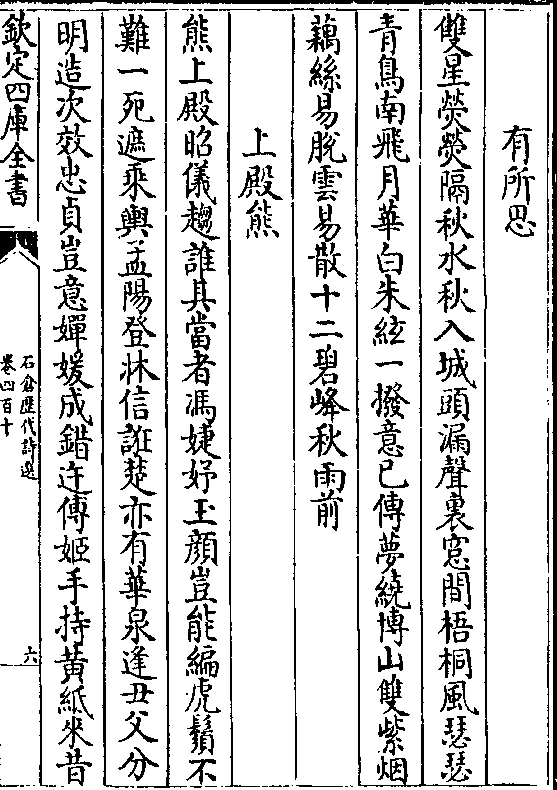 有所思
雙星熒熒隔秋水秋入城頭漏聲裏窓間梧桐風瑟瑟
青鳥南飛月華白朱絃一撥意已傳夢繞博山雙紫烟
藕絲易脫雲易散十二碧峰秋雨前
上殿熊
熊上殿昭儀趨誰其當者馮婕妤玉顏豈能編虎鬚不
難一死遮乘輿孟陽登牀信誑楚亦有華泉逢丑父分
明造次效忠貞豈意嬋媛成錯迕傅姬手持黃紙來昔
欽定四庫全書
石倉歷代詩選
卷四百十
六